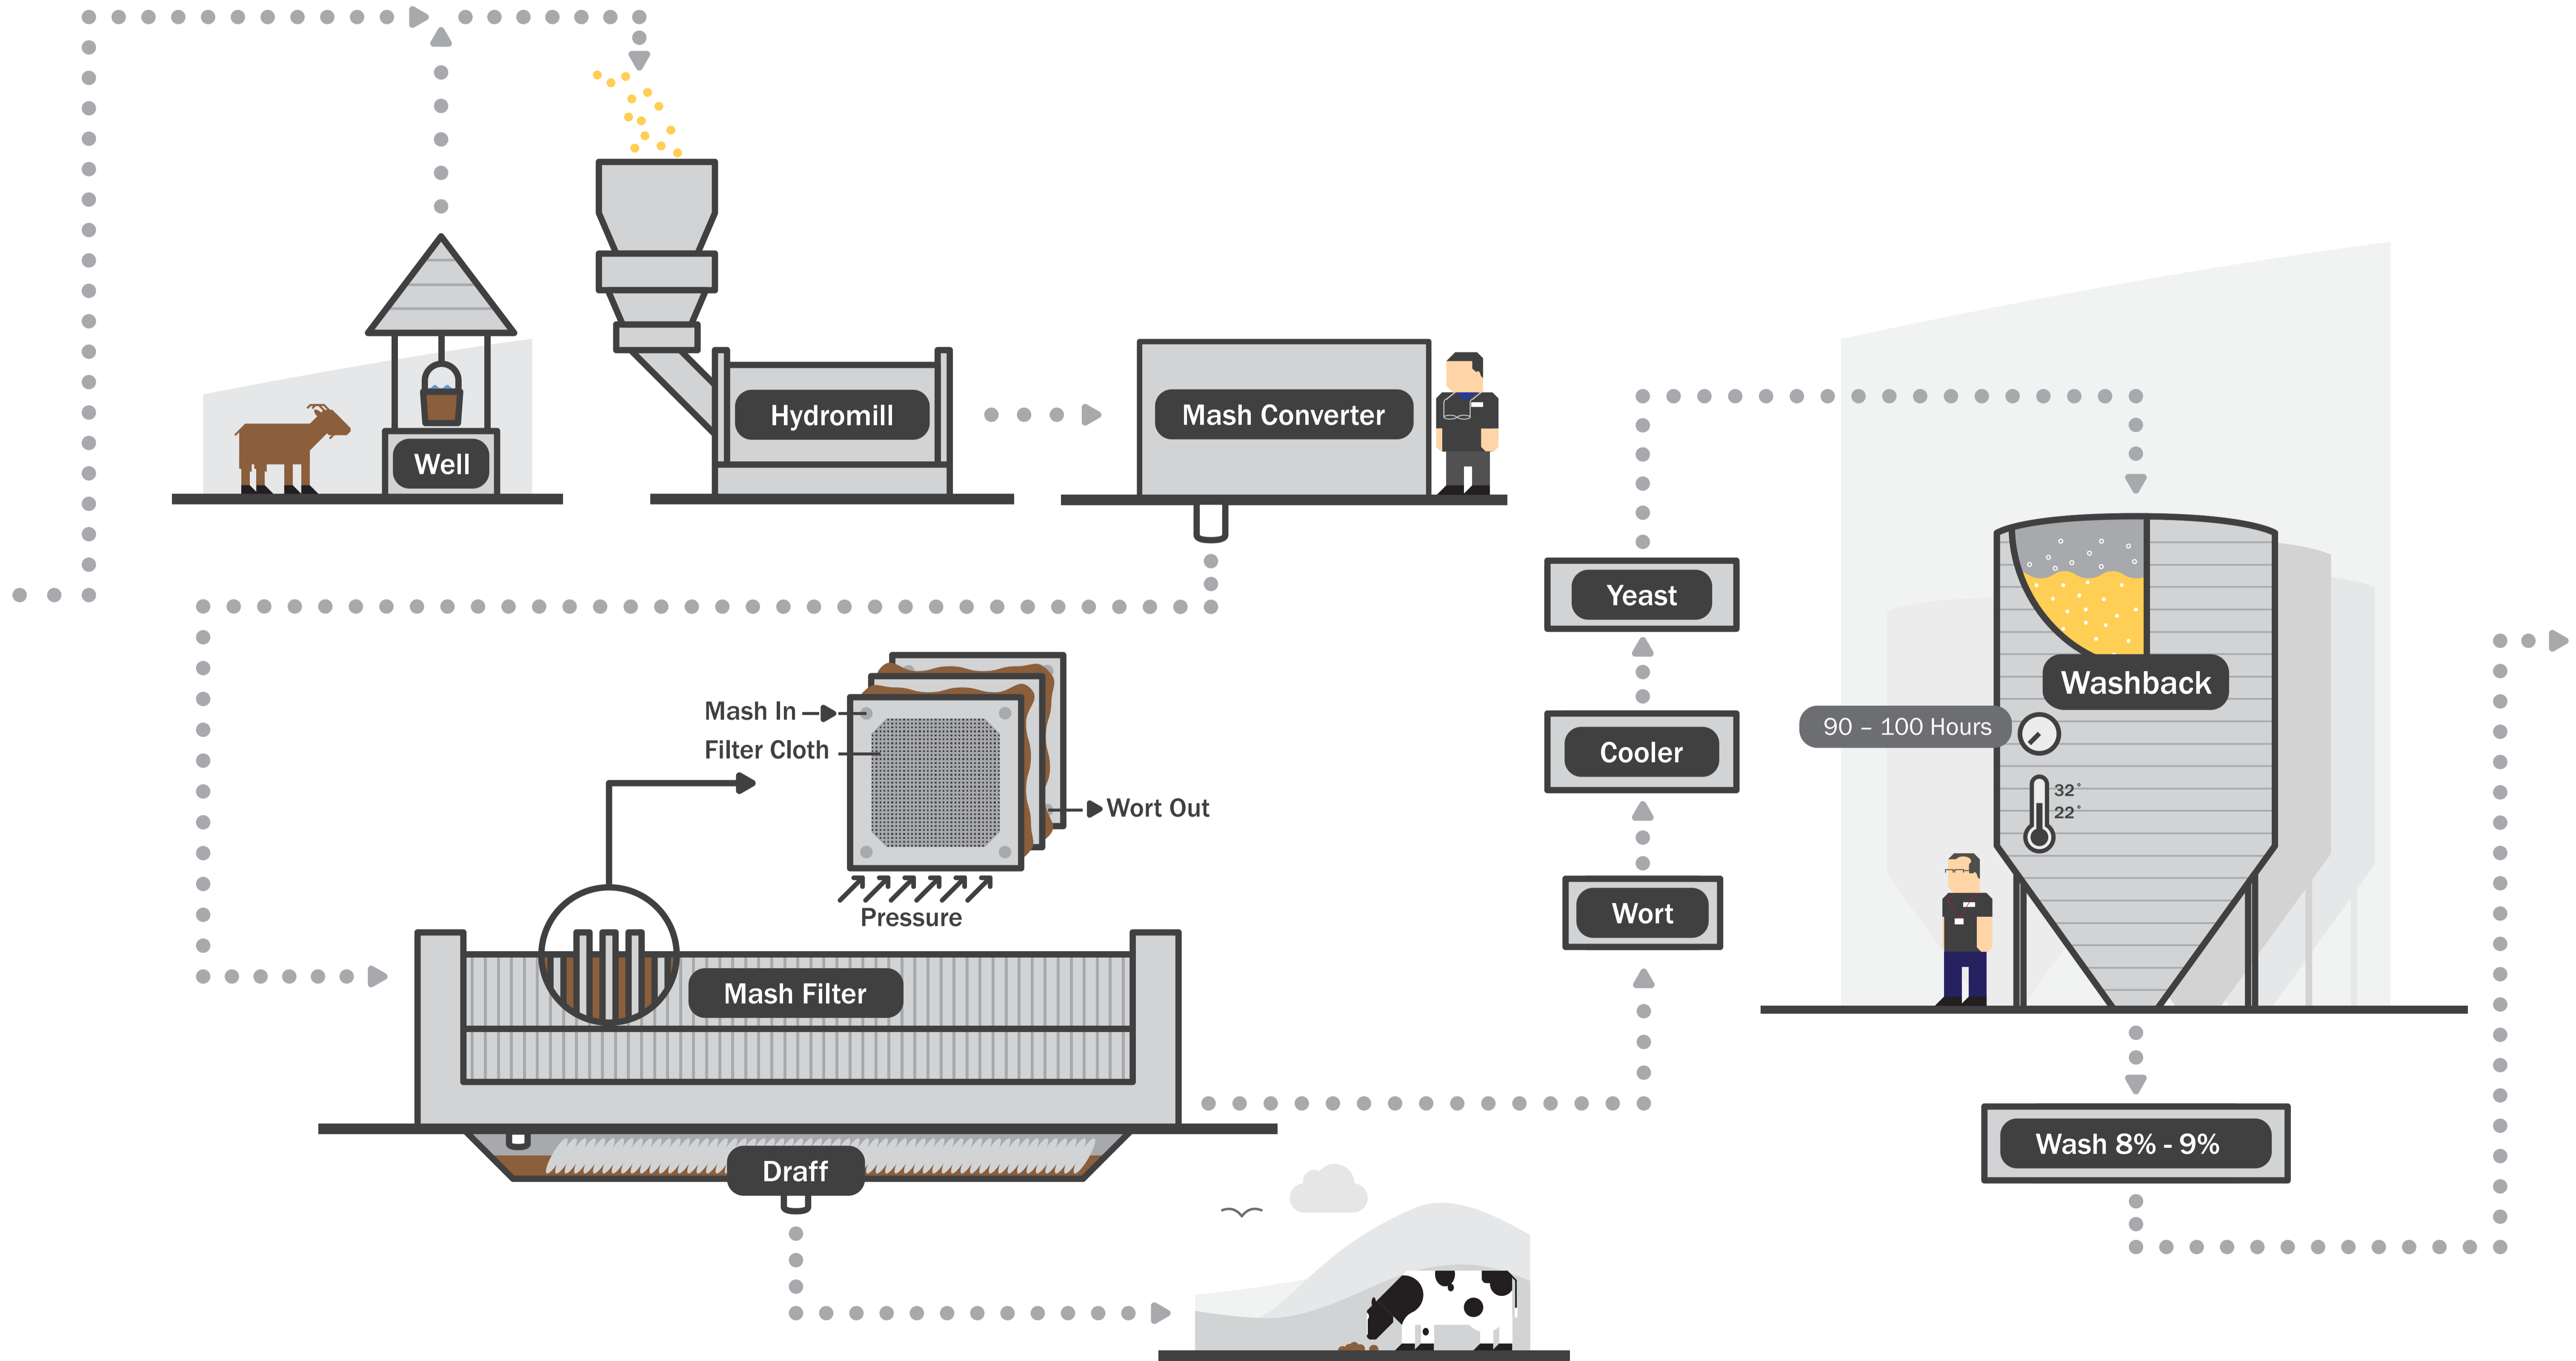 Well
Hydromill
Mash Converter
Mash In
Filter Cloth
Wort Out
Pressure
Mash Filter
Draff
Wort
Cooler
Yeast
Washback
90 – 100 Hours
32°
22°
Wash 8% - 9%